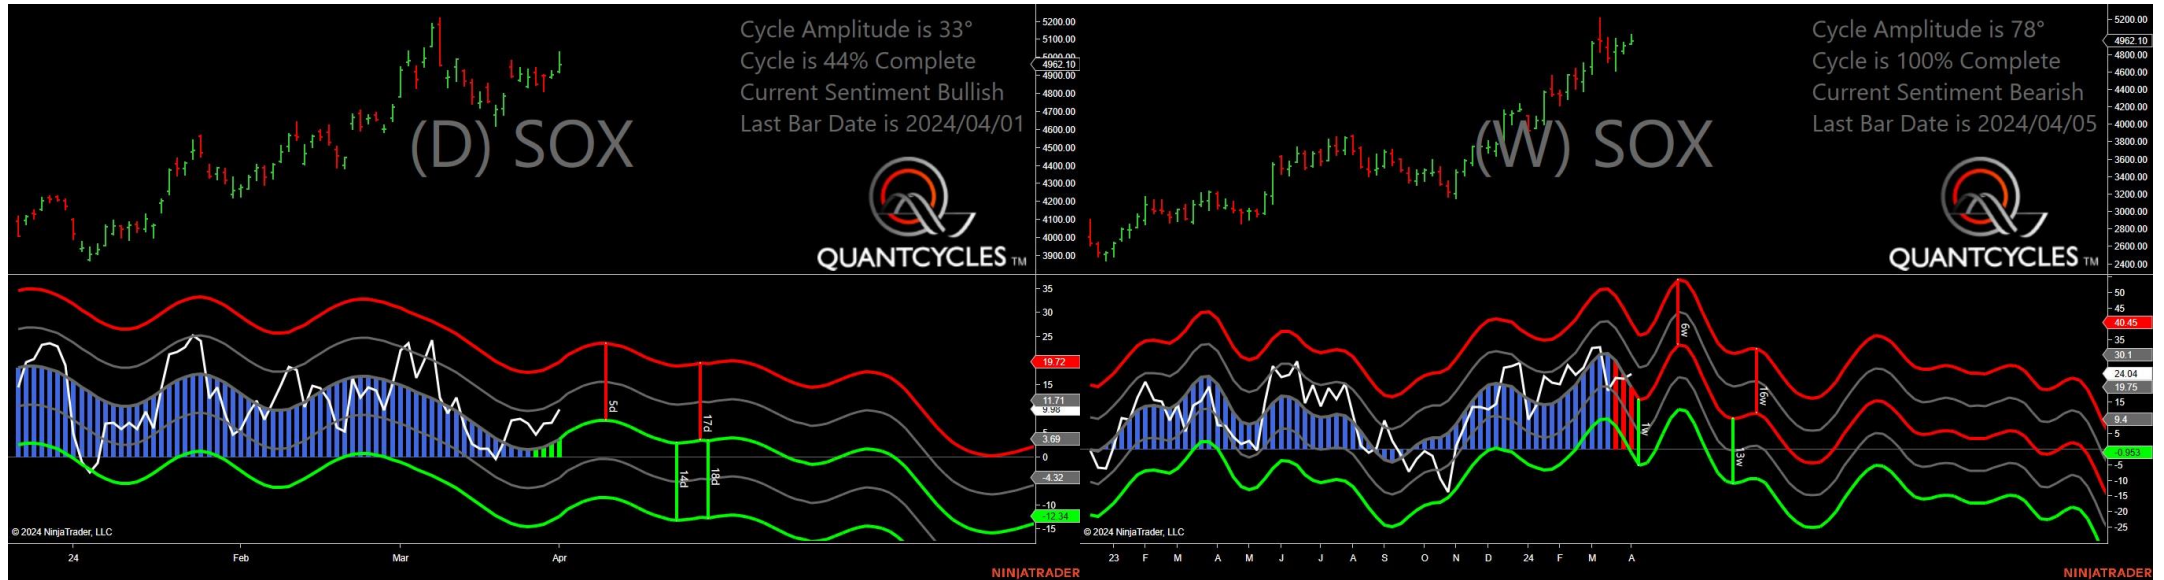 Cycle Amplitude is 33°
Cycle is 44% Complete
Current Sentiment Bullish
Last Bar Date is 2024/04/01
(D) SOX
QUANTCYCLES TM
5200.00
5100.00
5000.00
4962.10
4900.00
4800.00
4700.00
4600.00
4500.00
4400.00
4300.00
4200.00
4100.00
4000.00
3900.00
35
30
25
19.72
15
11.71
9.98
5
3.69
0
-4.32
-10
-12.34
-15
5d
17d
14d
18d
© 2024 NinjaTrader, LLC
24 Feb Mar Apr
NINJATRADER
Cycle Amplitude is 78°
Cycle is 100% Complete
Current Sentiment Bearish
Last Bar Date is 2024/04/05
(W) SOX
QUANTCYCLES TM
5200.00
4962.10
4800.00
4600.00
4400.00
4200.00
4000.00
3800.00
3600.00
3400.00
3200.00
3000.00
2800.00
2600.00
2400.00
50
45
40.45
35
30.1
24.04
19.75
15
9.4
5
-0.953
-5
-10
-15
-20
-25
6w
16w
1w
13w
© 2024 NinjaTrader, LLC
23 F M A M J J A S O N D 24 F M A
NINJATRADER